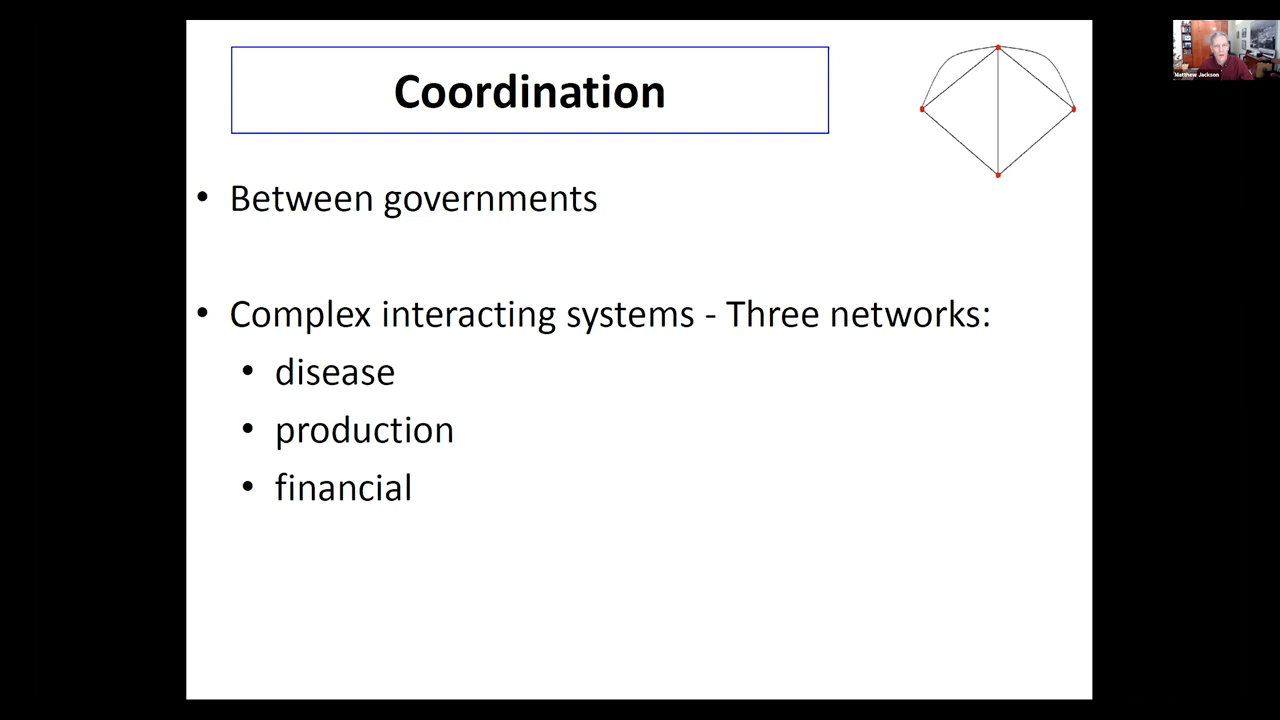 Coordination
Matthew Jackson
• Between governments
• Complex interacting systems - Three networks:
• disease
• production
• financial